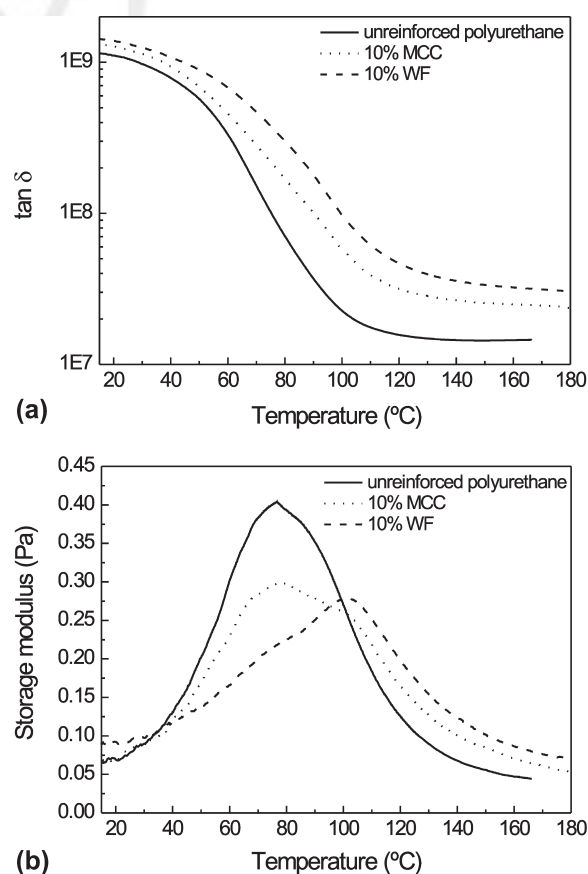 unreinforced polyurethane
10% MCC
10% WF
1E9
1E8
1E7
tan δ
20 40 60 80 100 120 140 160 180
(a)
Temperature (ºC)
0.45
0.40
0.35
0.30
0.25
0.20
0.15
0.10
0.05
0.00
unreinforced polyurethane
10% MCC
10% WF
Storage modulus (Pa)
20 40 60 80 100 120 140 160 180
(b)
Temperature (ºC)